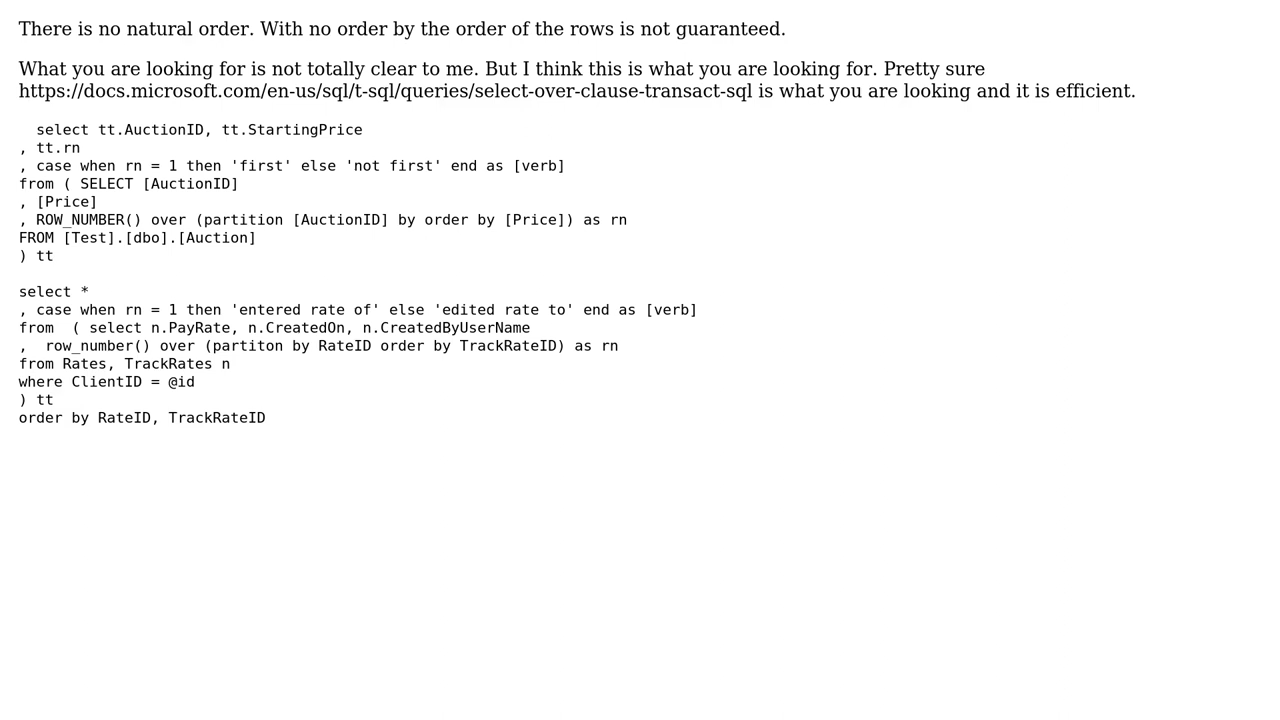 There is no natural order. With no order by the order of the rows is not guaranteed.
What you are looking for is not totally clear to me. But I think this is what you are looking for. Pretty sure
https://docs.microsoft.com/en-us/sql/t-sql/queries/select-over-clause-transact-sql is what you are looking and it is efficient.
  select tt.AuctionID, tt.StartingPrice
, tt.rn
, case when rn = 1 then 'first' else 'not first' end as [verb]
from ( SELECT [AuctionID]
, [Price]
, ROW_NUMBER() over (partition [AuctionID] by order by [Price]) as rn
FROM [Test].[dbo].[Auction]
) tt
select *
, case when rn = 1 then 'entered rate of' else 'edited rate to' end as [verb]
from  ( select n.PayRate, n.CreatedOn, n.CreatedByUserName
,  row_number() over (partiton by RateID order by TrackRateID) as rn
from Rates, TrackRates n
where ClientID = @id
) tt
order by RateID, TrackRateID